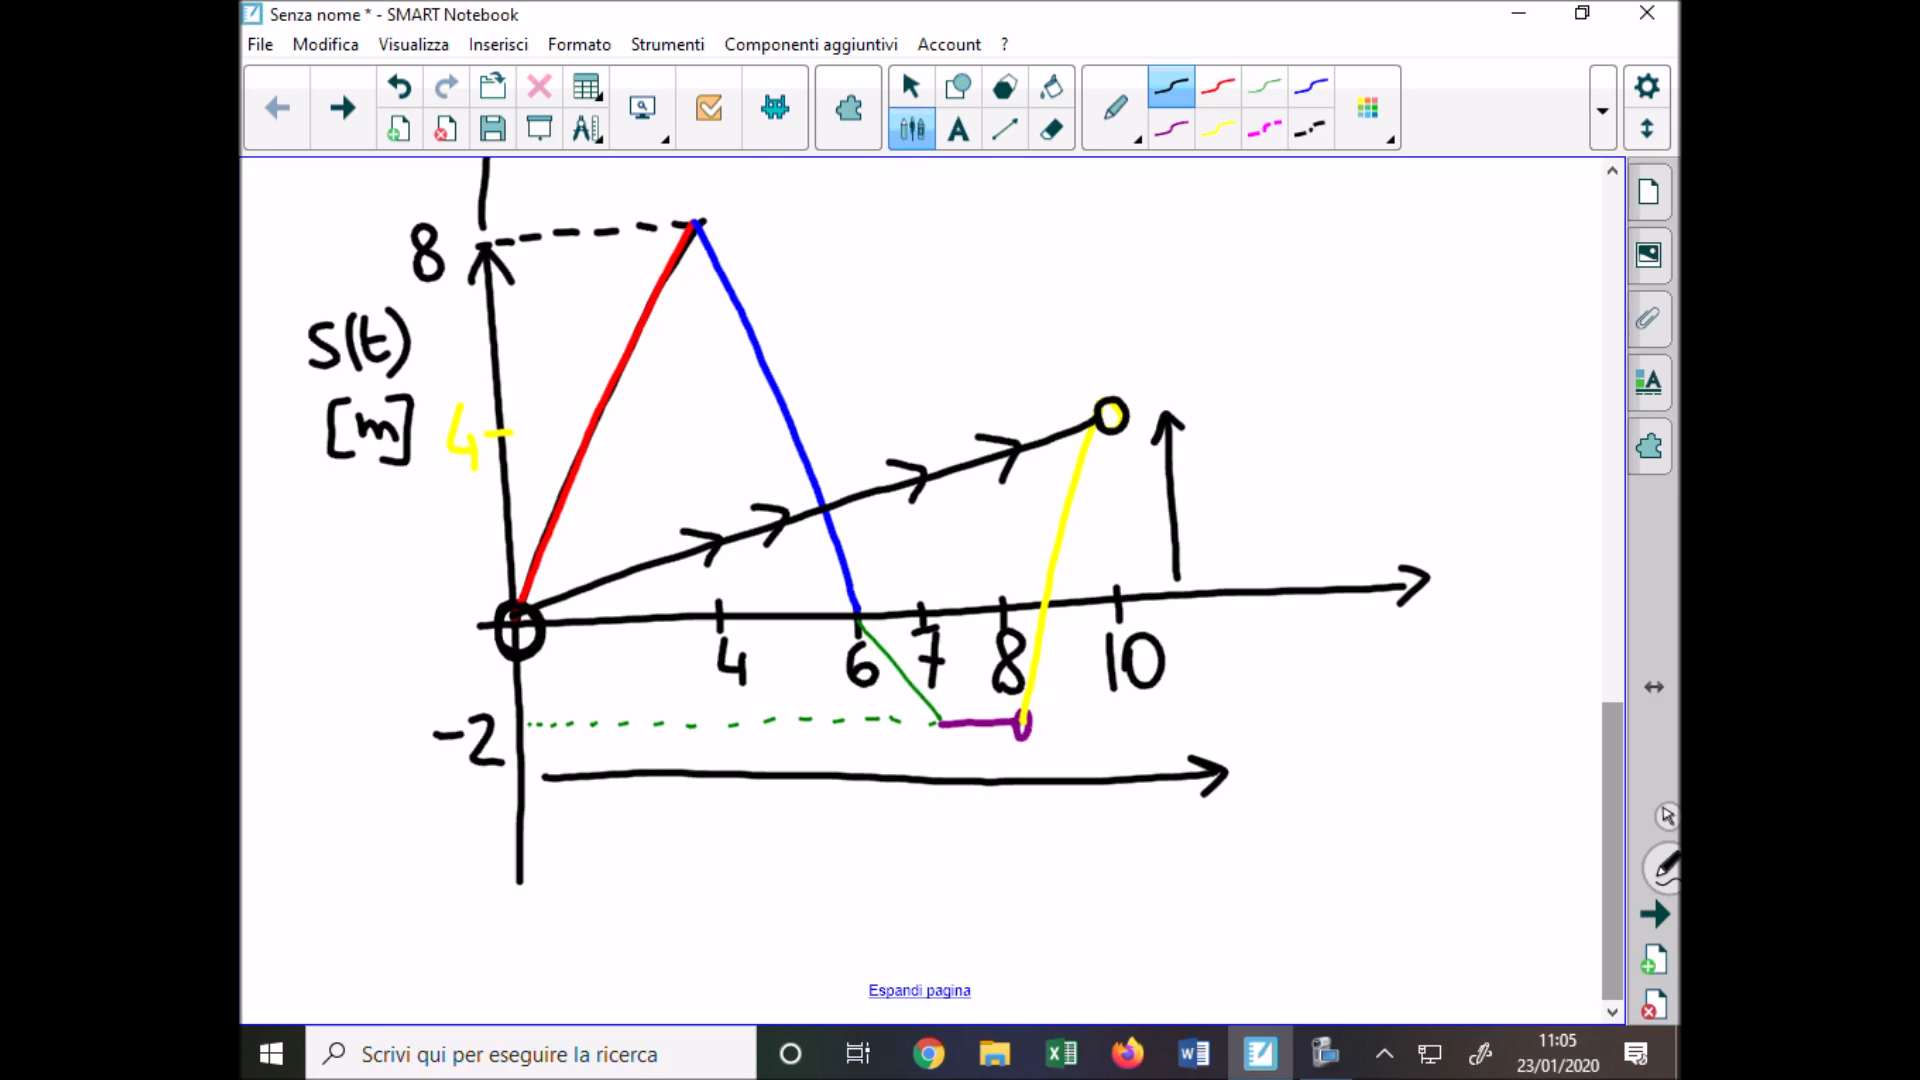 Senza nome * - SMART Notebook
File Modifica Visualizza Inserisci Formato Strumenti Componenti aggiuntivi Account ?
8
S(t)
[m]
4
4 6 7 8 10
-2
Espandi pagina
Scrivi qui per eseguire la ricerca
11:05
23/01/2020